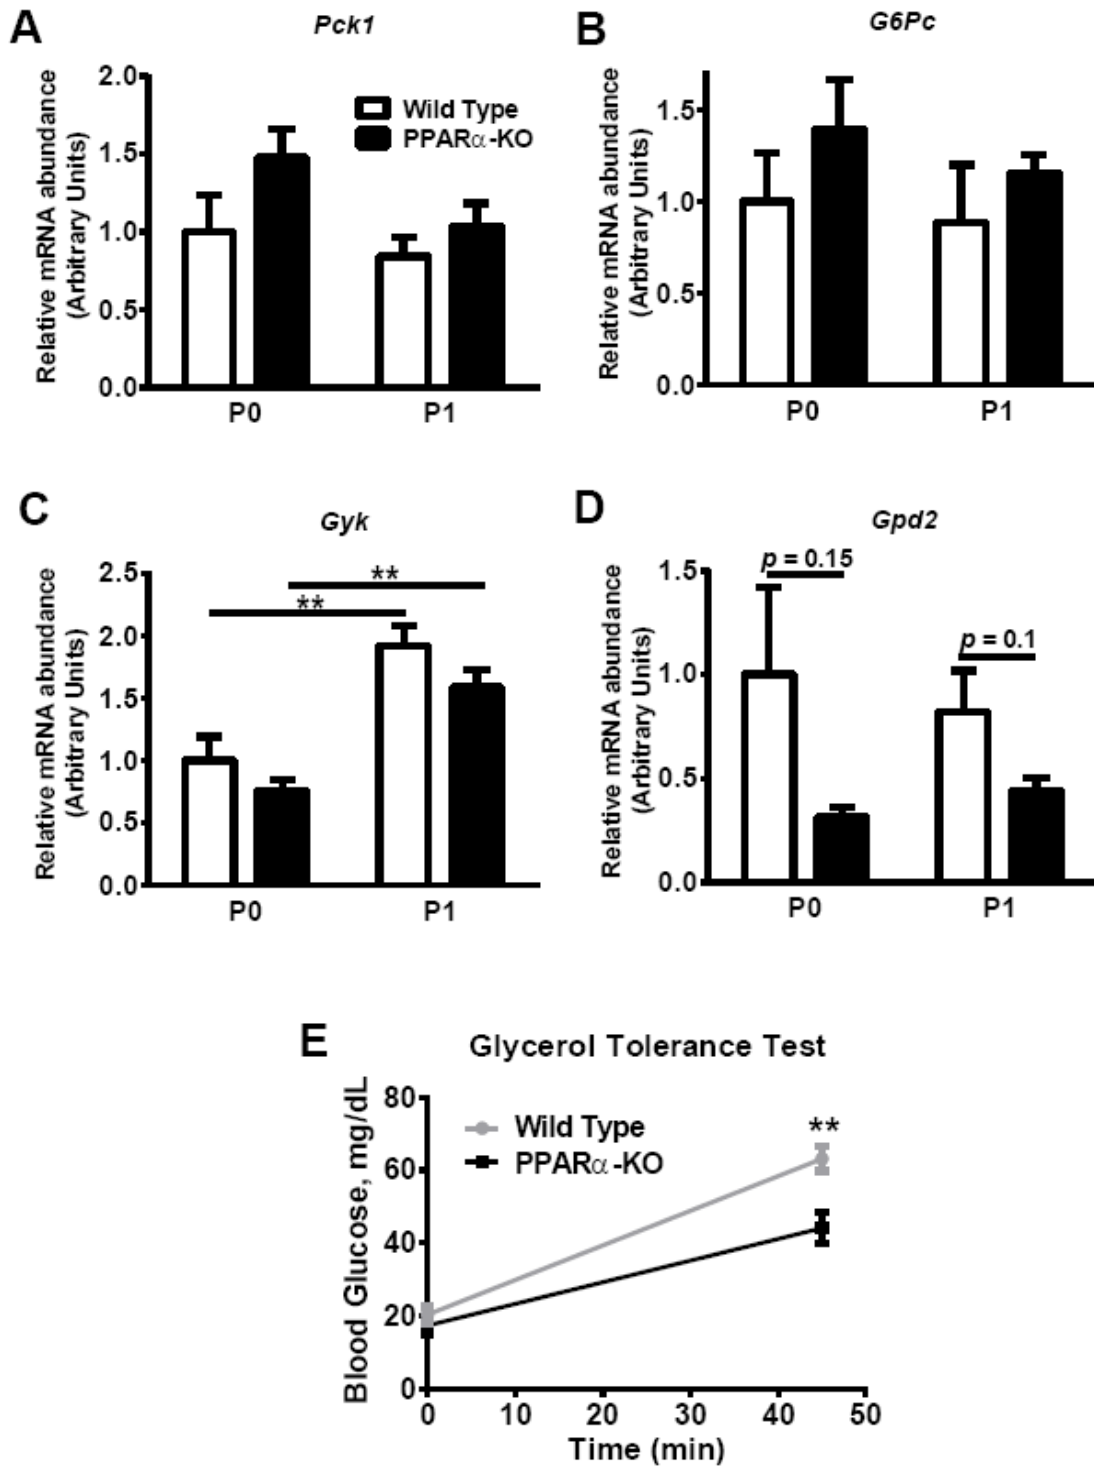 A
Pck1
Relative mRNA abundance
(Arbitrary Units)
2.0
1.5
1.0
0.5
0.0
Wild Type
PPARα-KO
P0
P1
B
G6Pc
Relative mRNA abundance
(Arbitrary Units)
1.5
1.0
0.5
0.0
P0
P1
C
Gyk
Relative mRNA abundance
(Arbitrary Units)
2.5
2.0
1.5
1.0
0.5
0.0
**
**
P0
P1
D
Gpd2
Relative mRNA abundance
(Arbitrary Units)
1.5
1.0
0.5
0.0
p = 0.15
p = 0.1
P0
P1
E
Glycerol Tolerance Test
Blood Glucose, mg/dL
80
60
40
20
0
Wild Type
PPARα-KO
**
0 10 20 30 40 50
Time (min)